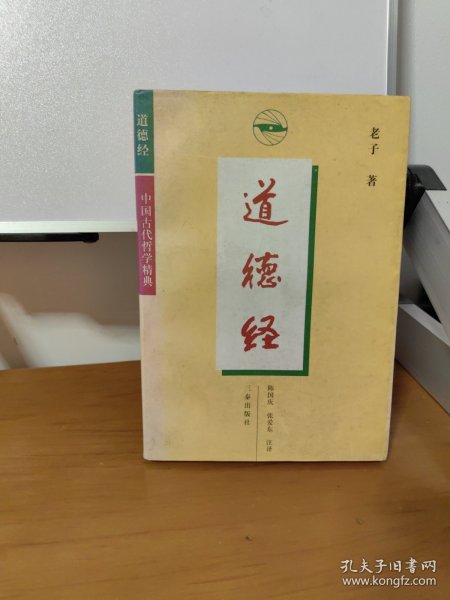 道德经
中国古代哲学精典
老子 著
道德经
陈国庆 张爱东 注译
三秦出版社
孔夫子旧书网
www.kongfz.com